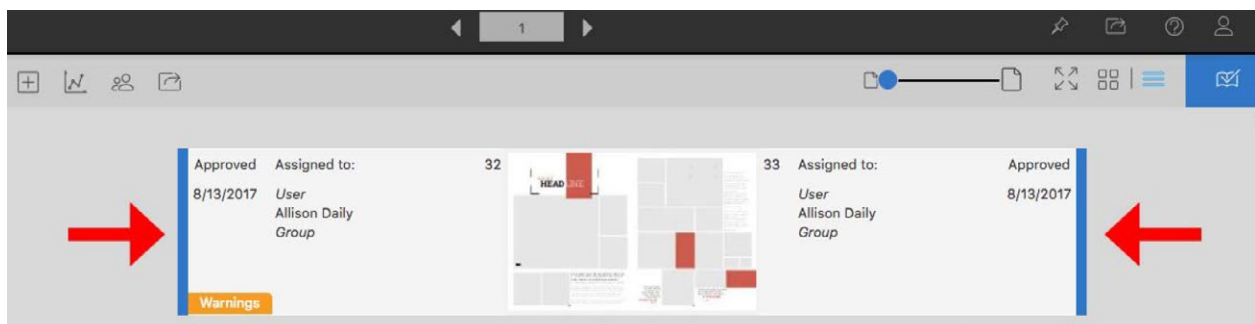 1
Approved
8/13/2017
Assigned to:
User
Allison Daily
Group
Warnings
32
HEADLINE
33
Assigned to:
User
Allison Daily
Group
Approved
8/13/2017